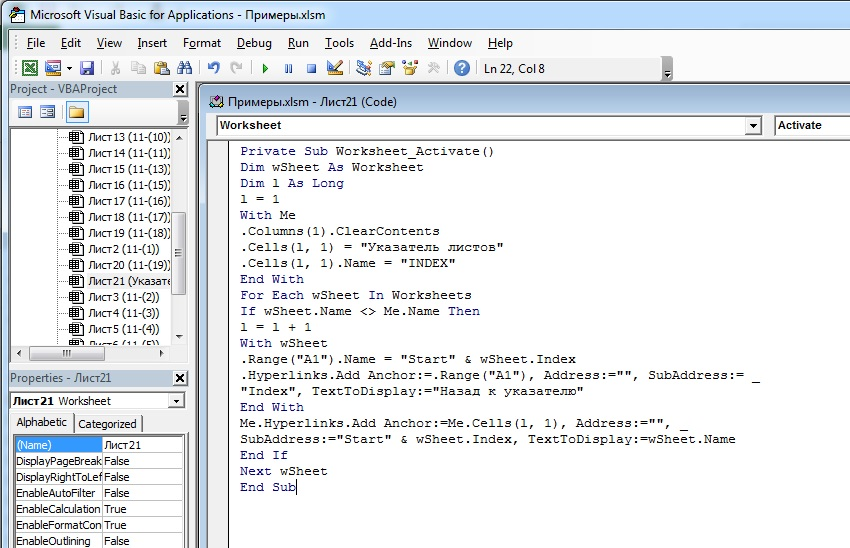 Microsoft Visual Basic for Applications - Примеры.xlsm
File Edit View Insert Format Debug Run Tools Add-Ins Window Help
Ln 22, Col 8
Project - VBAProject
Лист13 (11-(10))
Лист14 (11-(11))
Лист15 (11-(13))
Лист16 (11-(15))
Лист17 (11-(16))
Лист18 (11-(17))
Лист19 (11-(18))
Лист2 (11-(1))
Лист20 (11-(19))
Лист21 (Указате
Лист3 (11-(2))
Лист4 (11-(3))
Лист5 (11-(4))
Лист6 (11-(5))
Properties - Лист21
Лист21 Worksheet
Alphabetic Categorized
(Name) Лист21
DisplayPageBreak False
DisplayRightToLef False
EnableAutoFilter False
EnableCalculation True
EnableFormatCon True
EnableOutlining False
Примеры.xlsm - Лист21 (Code)
Worksheet Activate
Private Sub Worksheet_Activate()
Dim wSheet As Worksheet
Dim l As Long
l = 1
With Me
.Columns(1).ClearContents
.Cells(l, 1) = "Указатель листов"
.Cells(l, 1).Name = "INDEX"
End With
For Each wSheet In Worksheets
If wSheet.Name <> Me.Name Then
l = l + 1
With wSheet
.Range("A1").Name = "Start" & wSheet.Index
.Hyperlinks.Add Anchor:=.Range("A1"), Address:="", SubAddress:= _
"Index", TextToDisplay:="Назад к указателю"
End With
Me.Hyperlinks.Add Anchor:=Me.Cells(l, 1), Address:="", _
SubAddress:="Start" & wSheet.Index, TextToDisplay:=wSheet.Name
End If
Next wSheet
End Sub